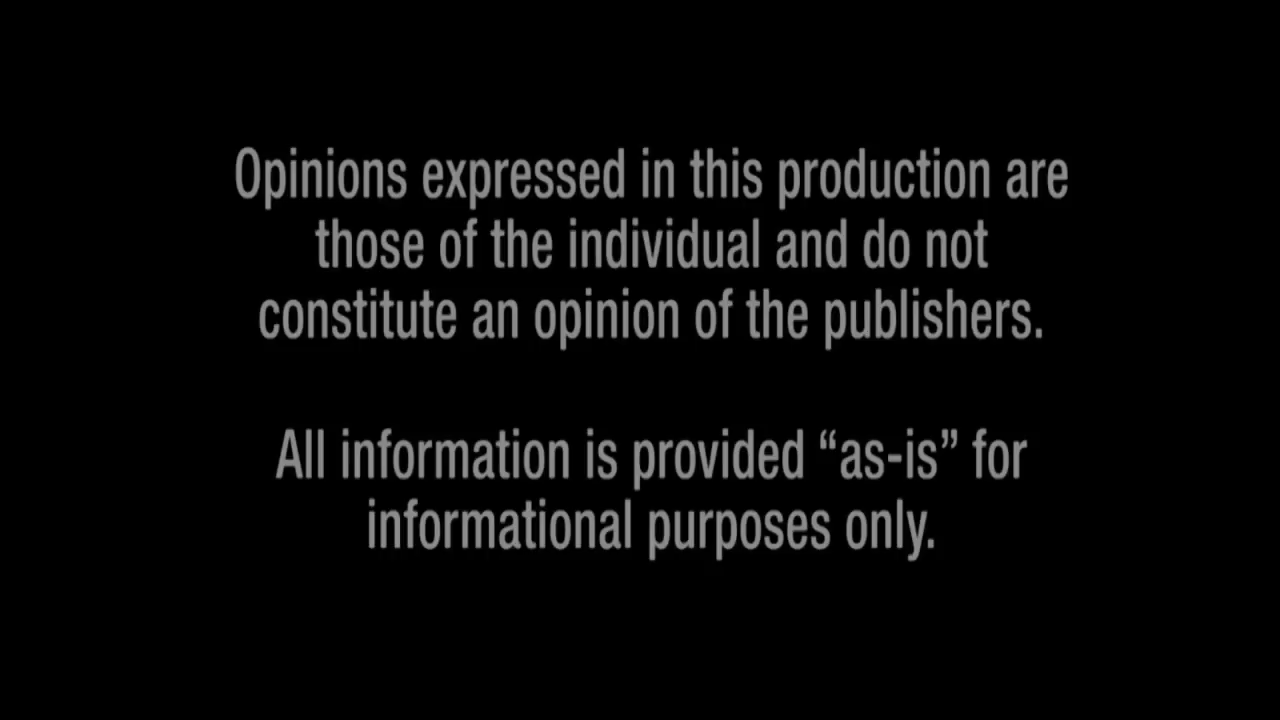 Opinions expressed in this production are
those of the individual and do not
constitute an opinion of the publishers.
All information is provided “as-is” for
informational purposes only.